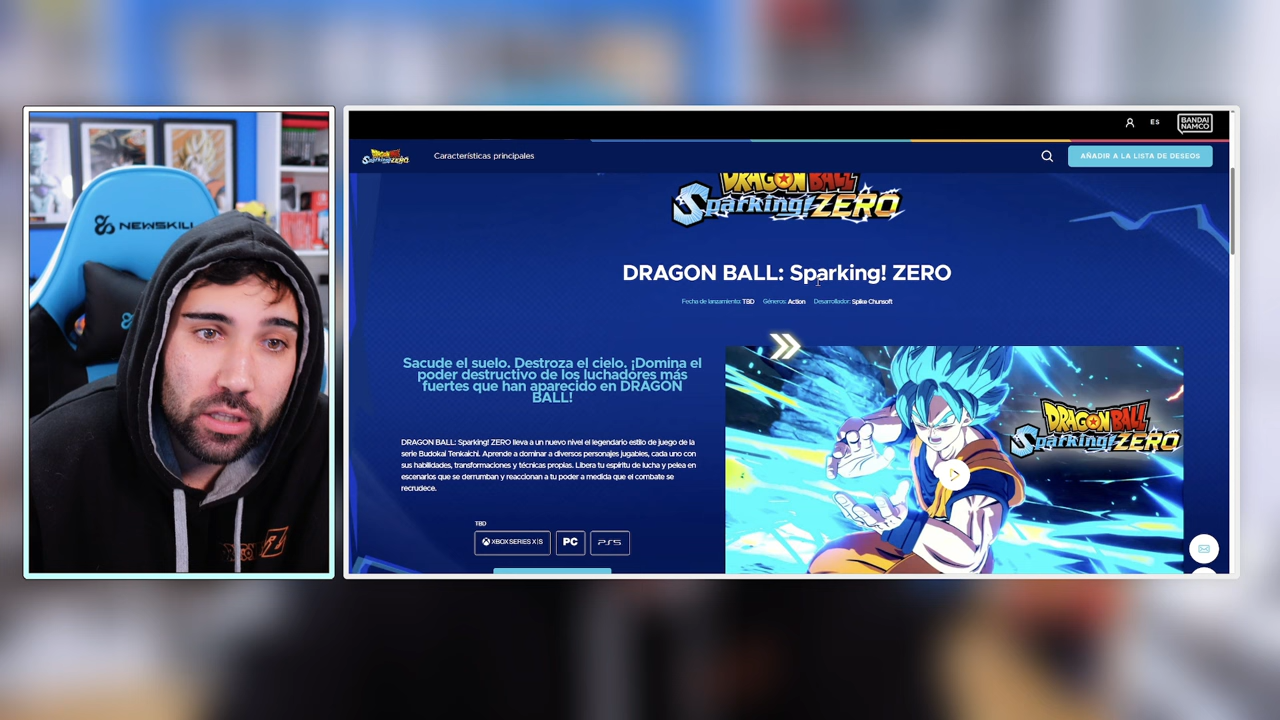 NEWSKILL
ES
BANDAI
NAMCO
DRAGON BALL
Sparking! ZERO
Características principales
AÑADIR A LA LISTA DE DESEOS
DRAGON BALL
Sparking! ZERO
DRAGON BALL: Sparking! ZERO
Fecha de lanzamiento: TBD Géneros: Action Desarrollador: Spike Chunsoft
Sacude el suelo. Destroza el cielo. ¡Domina el
poder destructivo de los luchadores más
fuertes que han aparecido en DRAGON
BALL!
DRAGON BALL: Sparking! ZERO lleva a un nuevo nivel el legendario estilo de juego de la
serie Budokai Tenkaichi. Aprende a dominar a diversos personajes jugables, cada uno con
sus habilidades, transformaciones y técnicas propias. Libera tu espíritu de lucha y pelea en
escenarios que se derrumban y reaccionan a tu poder a medida que el combate se
recrudece.
TBD
XBOX SERIES X|S PC PS5
DRAGON BALL
Sparking! ZERO